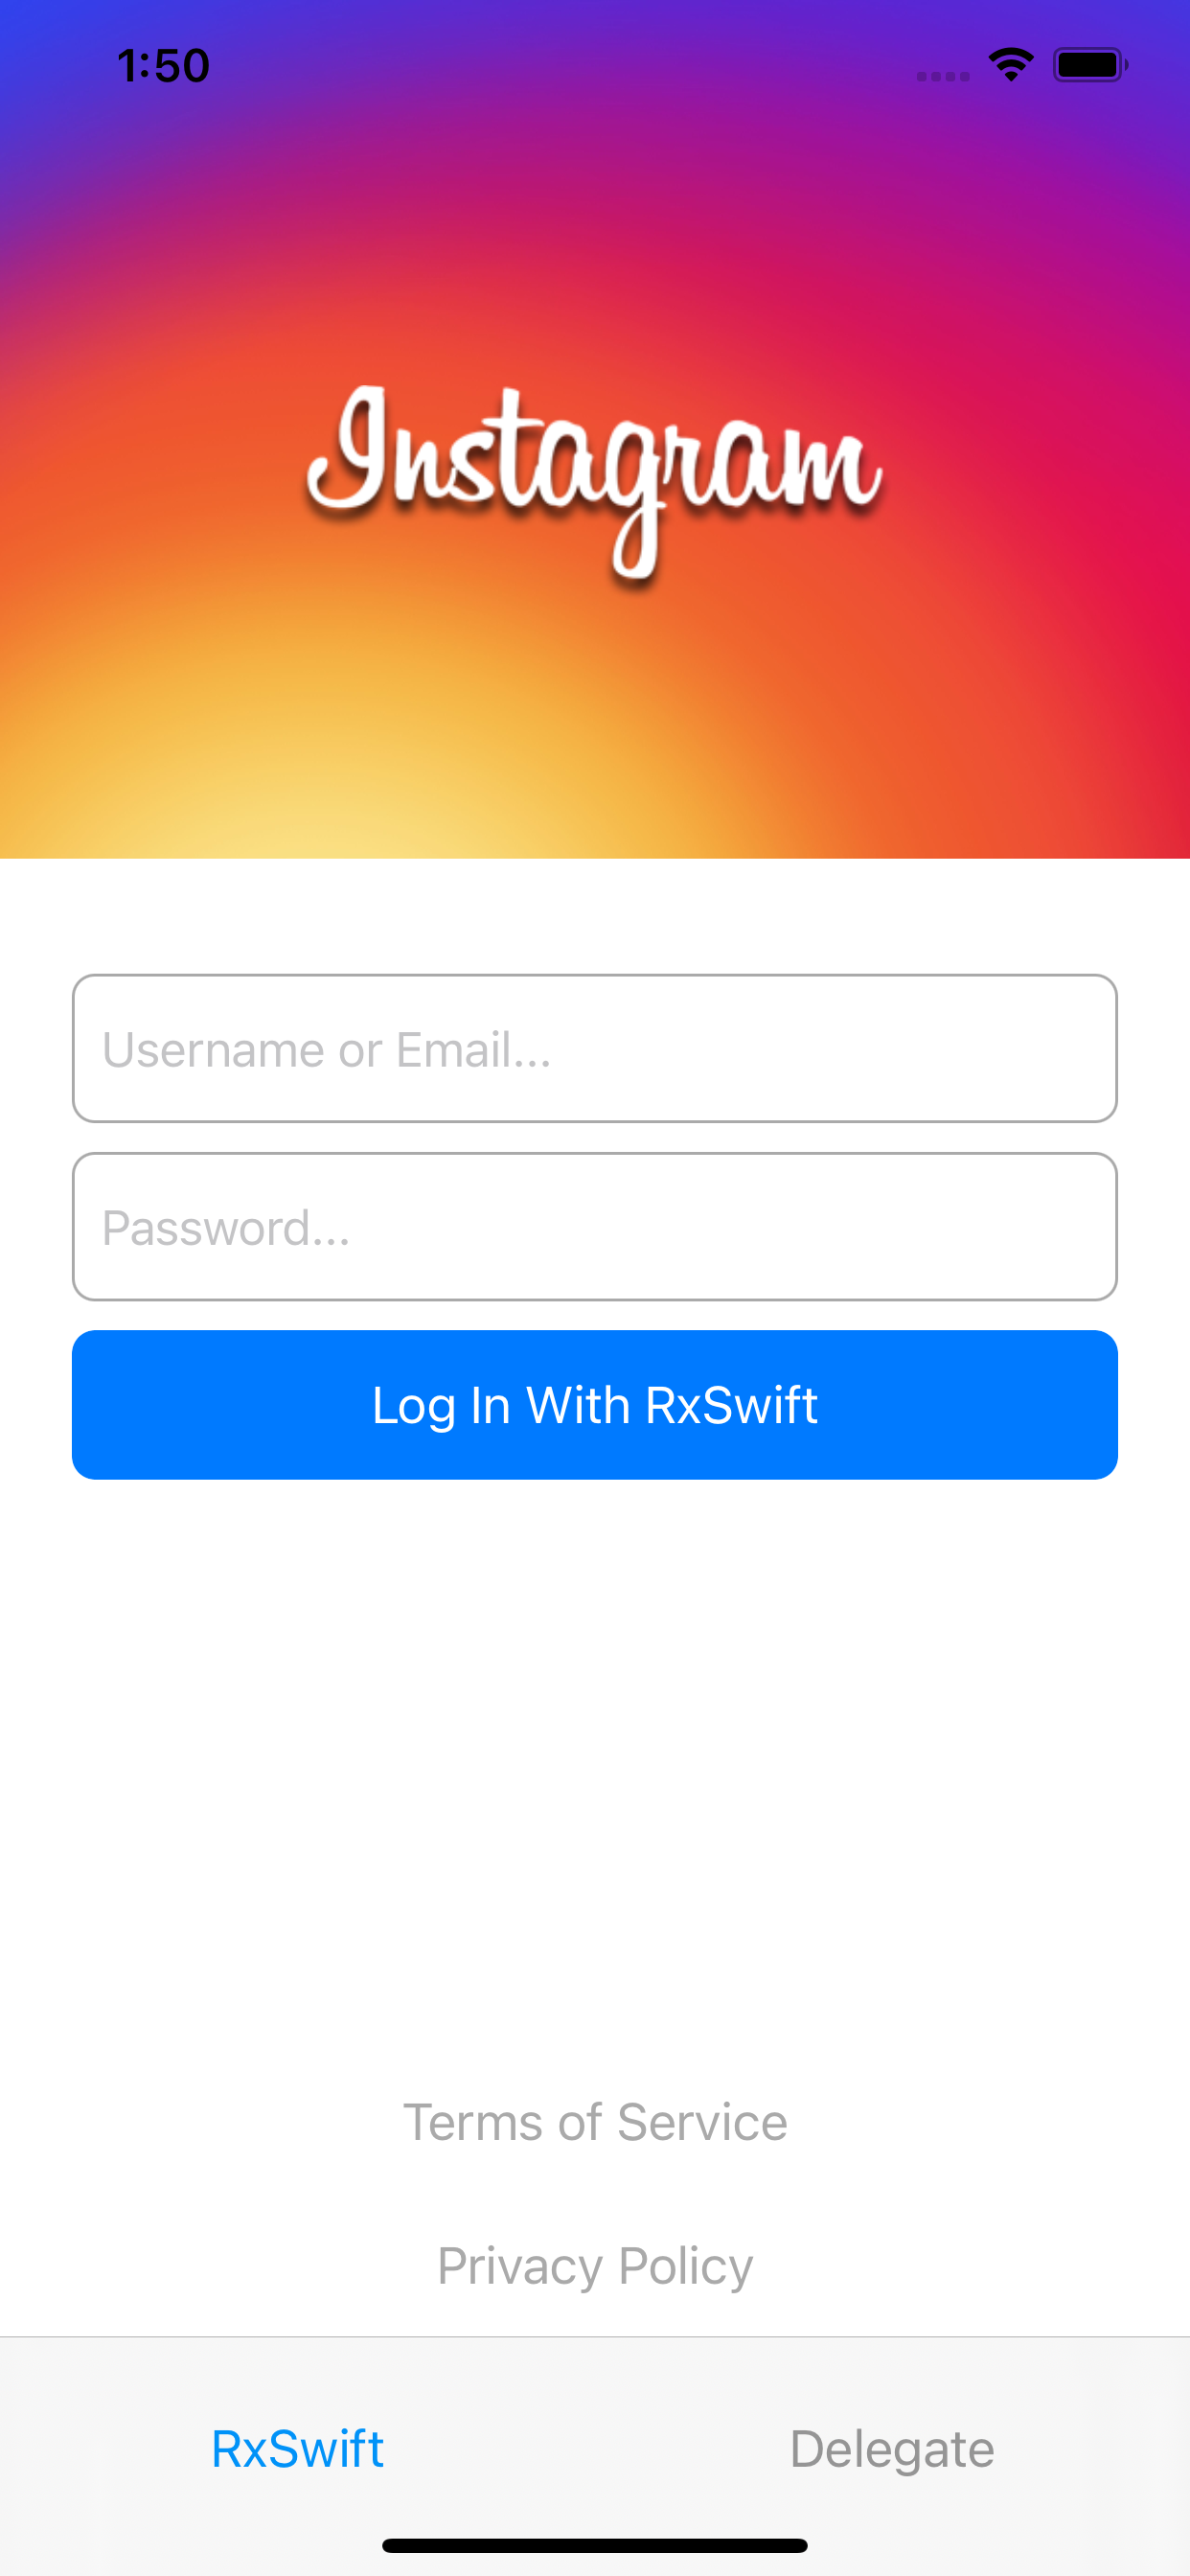 1:50
Instagram
Username or Email...
Password...
Log In With RxSwift
Terms of Service
Privacy Policy
RxSwift
Delegate